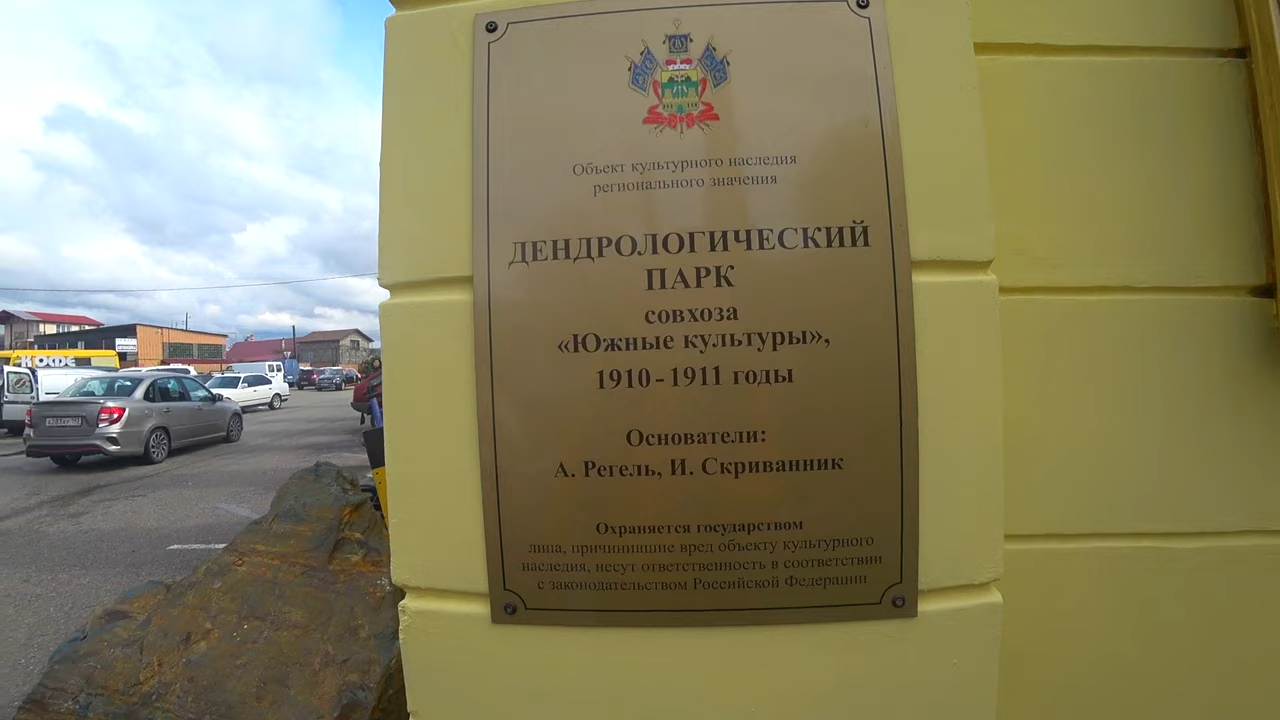 Объект культурного наследия
регионального значения
ДЕНДРОЛОГИЧЕСКИЙ
ПАРК
совхоза
«Южные культуры»,
1910 - 1911 годы
Основатели:
А. Регель, И. Скриванник
Охраняется государством
лица, причинившие вред объекту культурного
наследия, несут ответственность в соответствии
с законодательством Российской Федерации
КОФЕ